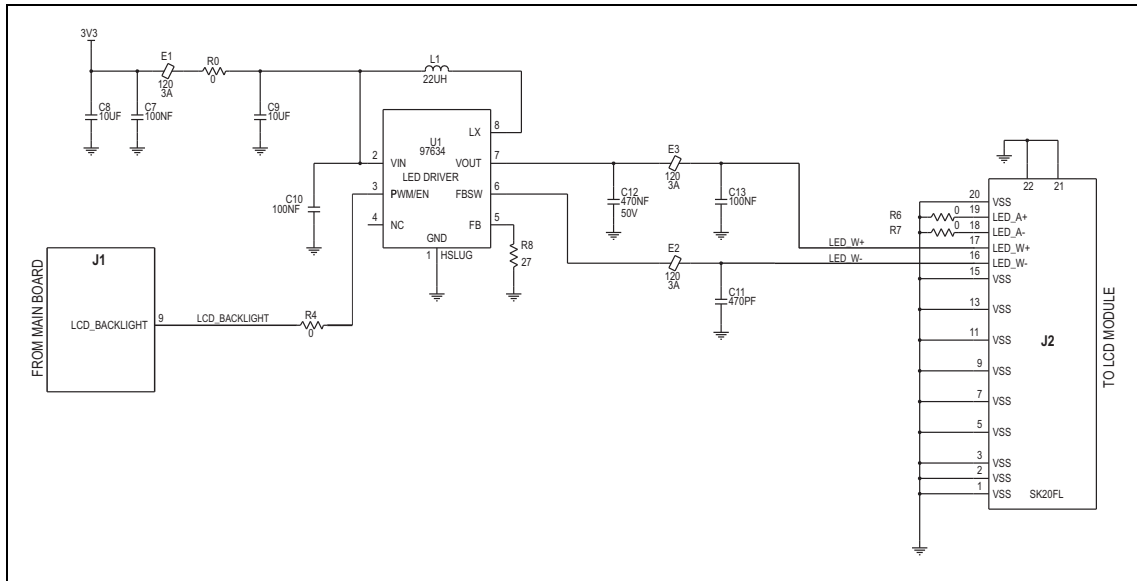 3V3
E1
120
3A
R0
0
L1
22UH
C8
10UF
C7
100NF
C9
10UF
U1
97634
LED DRIVER
LX
8
2
VIN
VOUT
7
3
PWM/EN
FBSW
6
4
NC
FB
5
GND
1
HSLUG
C10
100NF
R8
27
E3
120
3A
C12
470NF
50V
C13
100NF
E2
120
3A
C11
470PF
LED_W+
LED_W-
J1
LCD_BACKLIGHT
9
LCD_BACKLIGHT
R4
0
FROM MAIN BOARD
22
21
20
VSS
R6
0
19
LED_A+
R7
0
18
LED_A-
17
LED_W+
16
LED_W-
15
VSS
13
VSS
11
VSS
J2
9
VSS
7
VSS
5
VSS
3
VSS
2
VSS
1
VSS
SK20FL
TO LCD MODULE